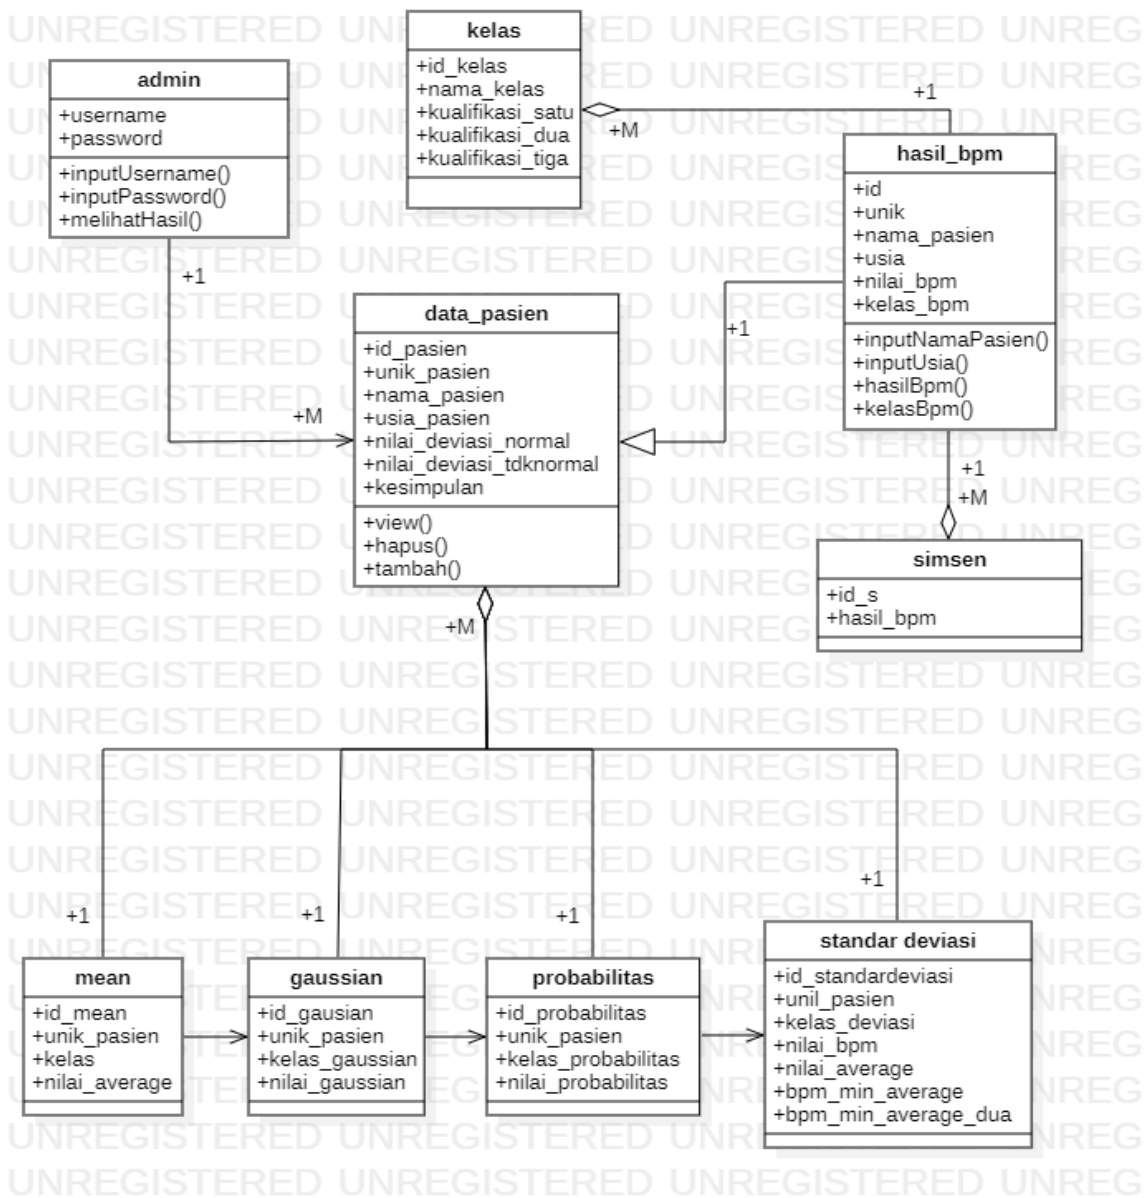 UNREGISTERED
admin
+username
+password
+inputUsername()
+inputPassword()
+melihatHasil()
+1
+M
kelas
+id_kelas
+nama_kelas
+kualifikasi_satu
+kualifikasi_dua
+kualifikasi_tiga
+M
+1
hasil_bpm
+id
+unik
+nama_pasien
+usia
+nilai_bpm
+kelas_bpm
+inputNamaPasien()
+inputUsia()
+hasilBpm()
+kelasBpm()
+1
+1
+M
simsen
+id_s
+hasil_bpm
data_pasien
+id_pasien
+unik_pasien
+nama_pasien
+usia_pasien
+nilai_deviasi_normal
+nilai_deviasi_tdknormal
+kesimpulan
+view()
+hapus()
+tambah()
+M
+1
+1
+1
+1
mean
+id_mean
+unik_pasien
+kelas
+nilai_average
gaussian
+id_gausian
+unik_pasien
+kelas_gaussian
+nilai_gaussian
probabilitas
+id_probabilitas
+unik_pasien
+kelas_probabilitas
+nilai_probabilitas
standar deviasi
+id_standardeviasi
+unil_pasien
+kelas_deviasi
+nilai_bpm
+nilai_average
+bpm_min_average
+bpm_min_average_dua